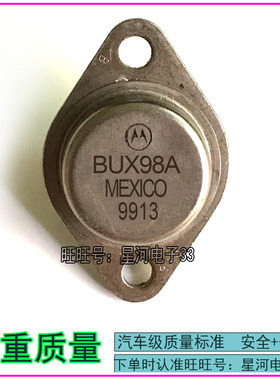 BUX98A
MEXICO
9913
旺旺号：星河电子33
重质量
汽车级质量标准 安全+
下单时认准旺旺号：星河电